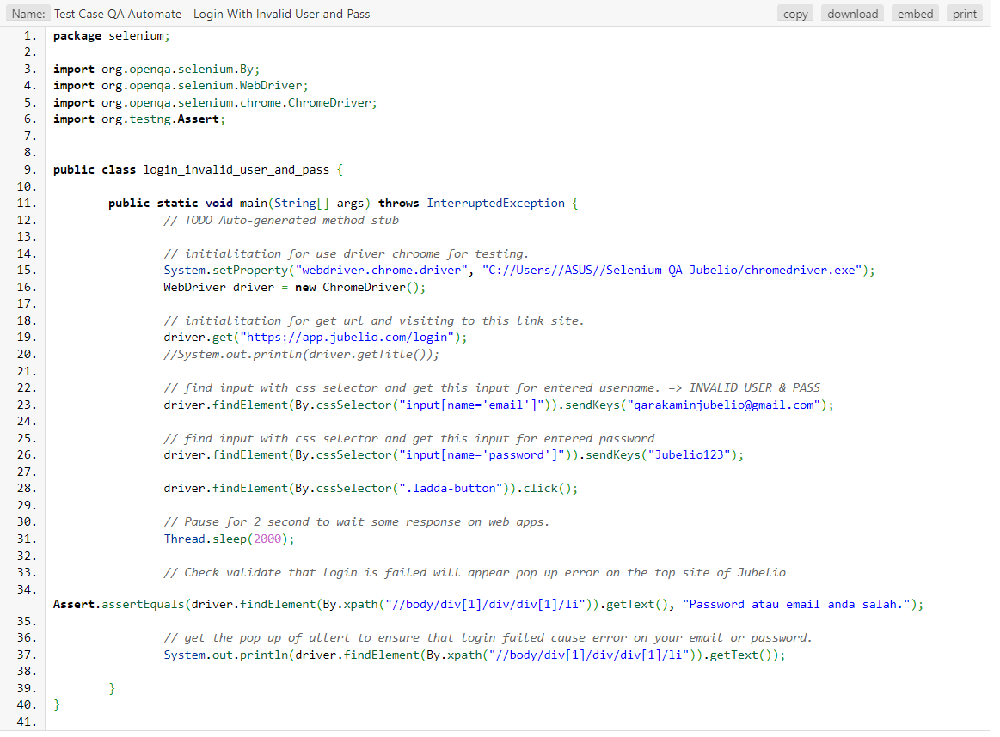 Name: Test Case QA Automate - Login With Invalid User and Pass copy download embed print
1. package selenium;
2.
3. import org.openqa.selenium.By;
4. import org.openqa.selenium.WebDriver;
5. import org.openqa.selenium.chrome.ChromeDriver;
6. import org.testng.Assert;
7.
8.
9. public class login_invalid_user_and_pass {
10.
11. public static void main(String[] args) throws InterruptedException {
12. // TODO Auto-generated method stub
13.
14. // initialitation for use driver chroome for testing.
15. System.setProperty("webdriver.chrome.driver", "C://Users//ASUS//Selenium-QA-Jubelio/chromedriver.exe");
16. WebDriver driver = new ChromeDriver();
17.
18. // initialitation for get url and visiting to this link site.
19. driver.get("https://app.jubelio.com/login");
20. //System.out.println(driver.getTitle());
21.
22. // find input with css selector and get this input for entered username. => INVALID USER & PASS
23. driver.findElement(By.cssSelector("input[name='email']")).sendKeys("qarakaminjubelio@gmail.com");
24.
25. // find input with css selector and get this input for entered password
26. driver.findElement(By.cssSelector("input[name='password']")).sendKeys("Jubelio123");
27.
28. driver.findElement(By.cssSelector(".ladda-button")).click();
29.
30. // Pause for 2 second to wait some response on web apps.
31. Thread.sleep(2000);
32.
33. // Check validate that login is failed will appear pop up error on the top site of Jubelio
34.
Assert.assertEquals(driver.findElement(By.xpath("//body/div[1]/div/div[1]/li")).getText(), "Password atau email anda salah.");
35.
36. // get the pop up of allert to ensure that login failed cause error on your email or password.
37. System.out.println(driver.findElement(By.xpath("//body/div[1]/div/div[1]/li")).getText());
38.
39. }
40. }
41.